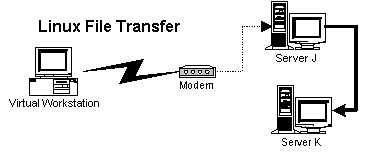 Linux File Transfer
Server J
Modem
Virtual Workstation
Server K